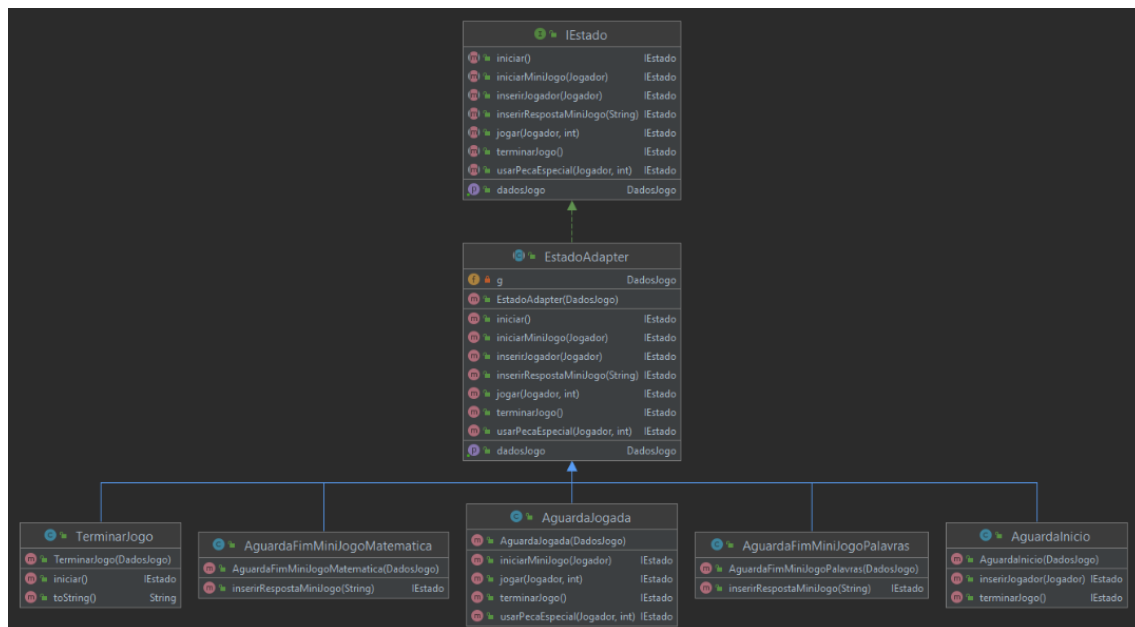 IEstado
iniciar() IEstado
iniciarMiniJogo(Jogador) IEstado
inserirJogador(Jogador) IEstado
inserirRespostaMiniJogo(String) IEstado
jogar(Jogador, int) IEstado
terminarJogo() IEstado
usarPecaEspecial(Jogador, int) IEstado
dadosJogo DadosJogo
EstadoAdapter
g DadosJogo
EstadoAdapter(DadosJogo)
iniciar() IEstado
iniciarMiniJogo(Jogador) IEstado
inserirJogador(Jogador) IEstado
inserirRespostaMiniJogo(String) IEstado
jogar(Jogador, int) IEstado
terminarJogo() IEstado
usarPecaEspecial(Jogador, int) IEstado
dadosJogo DadosJogo
TerminarJogo
TerminarJogo(DadosJogo)
iniciar() IEstado
toString() String
AguardaFimMiniJogoMatematica
AguardaFimMiniJogoMatematica(DadosJogo)
inserirRespostaMiniJogo(String) IEstado
AguardaJogada
AguardaJogada(DadosJogo)
iniciarMiniJogo(Jogador) IEstado
jogar(Jogador, int) IEstado
terminarJogo() IEstado
usarPecaEspecial(Jogador, int) IEstado
AguardaFimMiniJogoPalavras
AguardaFimMiniJogoPalavras(DadosJogo)
inserirRespostaMiniJogo(String) IEstado
AguardaInicio
AguardaInicio(DadosJogo)
inserirJogador(Jogador) IEstado
terminarJogo() IEstado